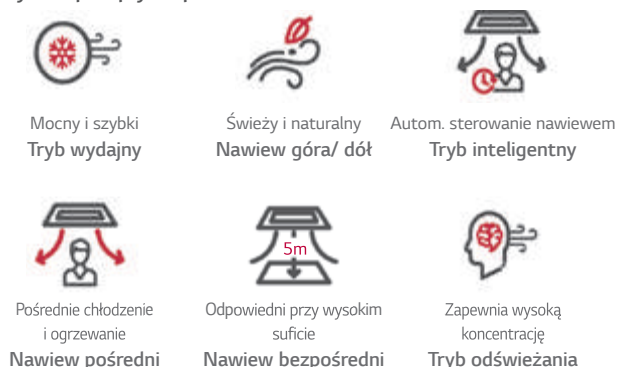 Mocny i szybki
Tryb wydajny
Świeży i naturalny
Nawiew góra/ dół
Autom. sterowanie nawiewem
Tryb inteligentny
Pośrednie chłodzenie
i ogrzewanie
Nawiew pośredni
5m
Odpowiedni przy wysokim
suficie
Nawiew bezpośredni
Zapewnia wysoką
koncentrację
Tryb odświeżania